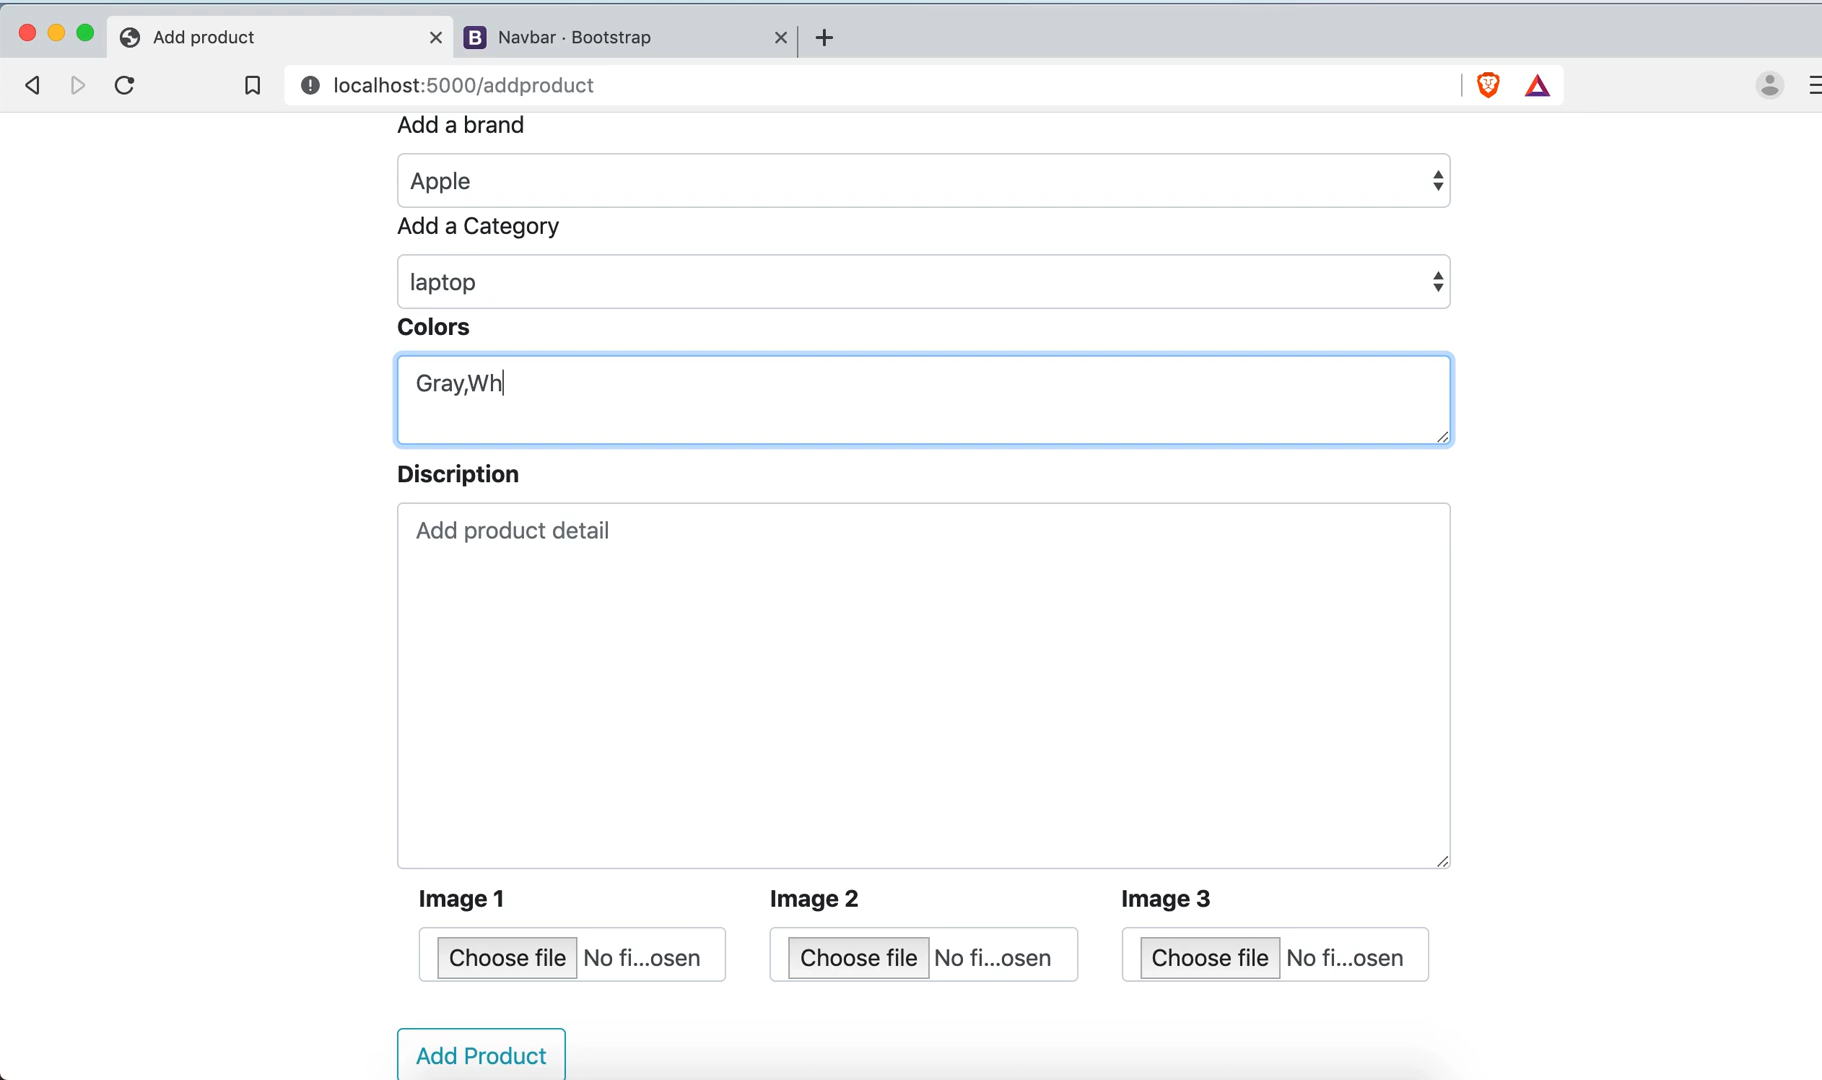 Add product
Navbar · Bootstrap
localhost:5000/addproduct
Add a brand
Apple
Add a Category
laptop
Colors
Gray,Wh
Discription
Add product detail
Image 1 Image 2 Image 3
Choose file No fi...osen Choose file No fi...osen Choose file No fi...osen
Add Product